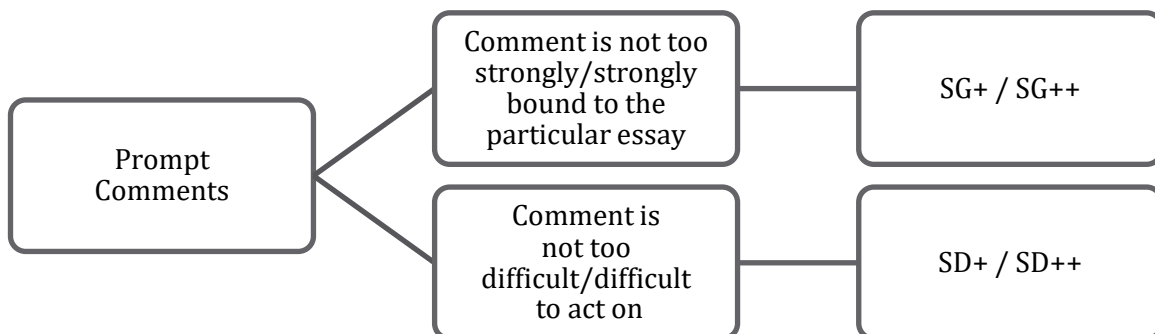 Prompt
Comments
Comment is not too
strongly/strongly
bound to the
particular essay
SG+ / SG++
Comment is
not too
difficult/difficult
to act on
SD+ / SD++